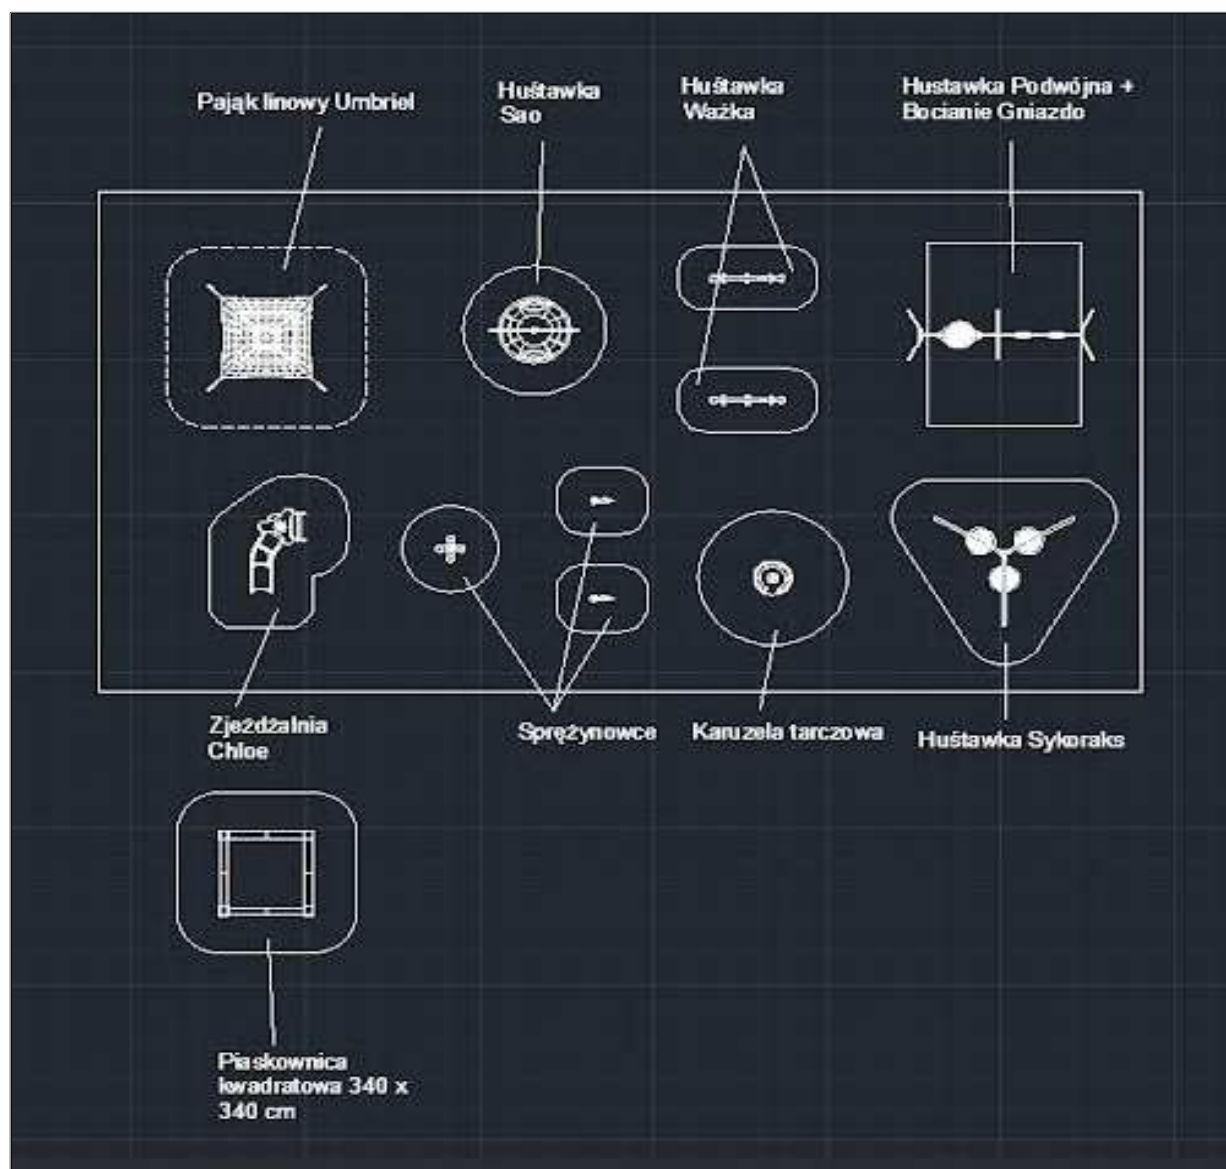 Pająk linowy Umbriel
Huśtawka
Sao
Huśtawka
Ważka
Hustawka Podwójna +
Bocianie Gniazdo
Zjeżdżalnia
Chloe
Sprężynowce
Karuzela tarczowa
Huśtawka Sykoraks
Piaskownica
kwadratowa 340 x
340 cm